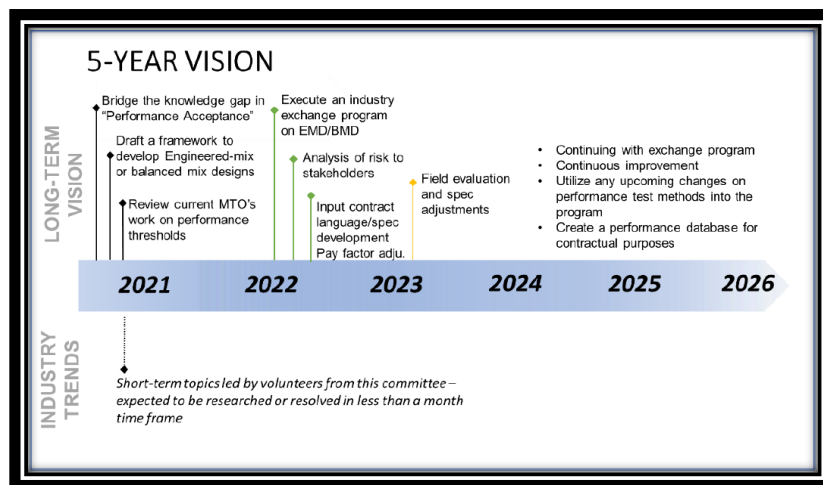 5-YEAR VISION
LONG-TERM
VISION
Bridge the knowledge gap in
“Performance Acceptance”
Draft a framework to
develop Engineered-mix
or balanced mix designs
Review current MTO's
work on performance
thresholds
Execute an industry
exchange program
on EMD/BMD
Analysis of risk to
stakeholders
Input contract
language/spec
development
Pay factor adju.
Field evaluation
and spec
adjustments
• Continuing with exchange program
• Continuous improvement
• Utilize any upcoming changes on
performance test methods into the
program
• Create a performance database for
contractual purposes
2021
2022
2023
2024
2025
2026
INDUSTRY
TRENDS
Short-term topics led by volunteers from this committee –
expected to be researched or resolved in less than a month
time frame